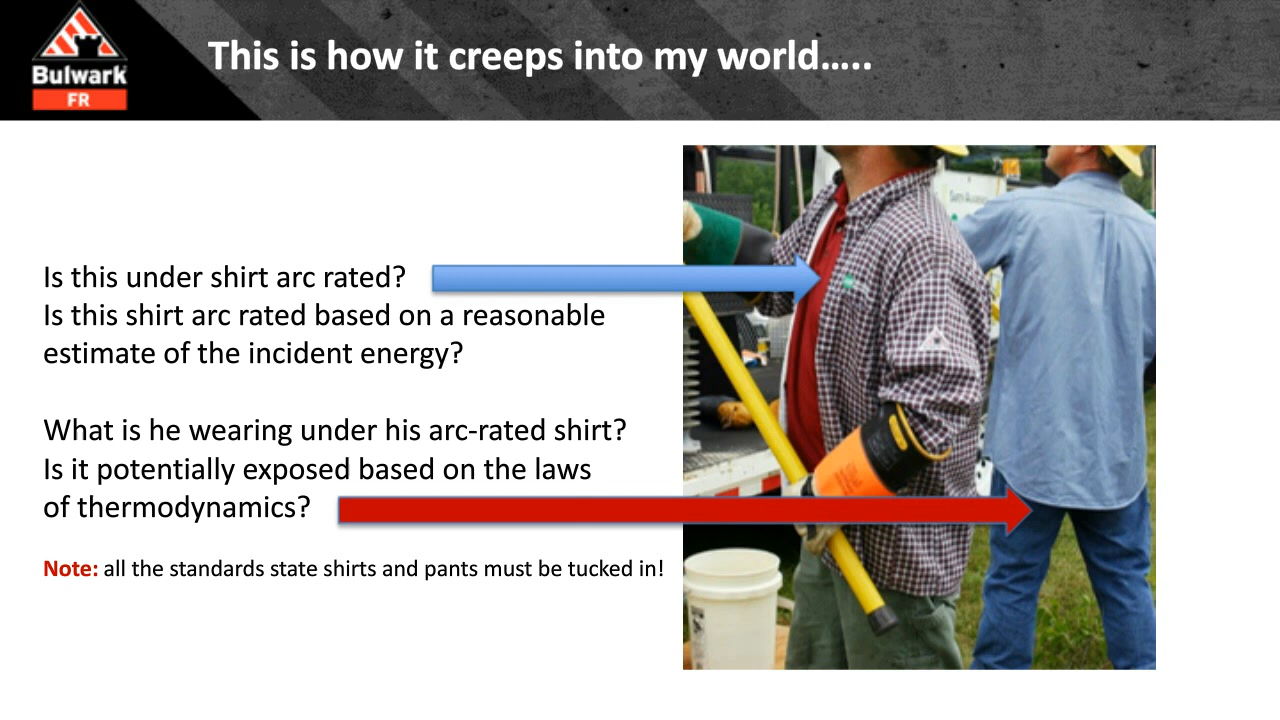 Bulwark
FR
This is how it creeps into my world…..
Is this under shirt arc rated?
Is this shirt arc rated based on a reasonable
estimate of the incident energy?
What is he wearing under his arc-rated shirt?
Is it potentially exposed based on the laws
of thermodynamics?
Note: all the standards state shirts and pants must be tucked in!